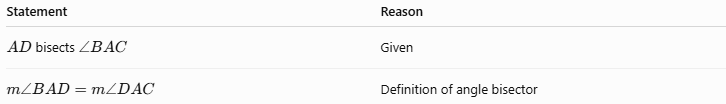 Statement Reason
AD bisects ∠BAC Given
m∠BAD = m∠DAC Definition of angle bisector